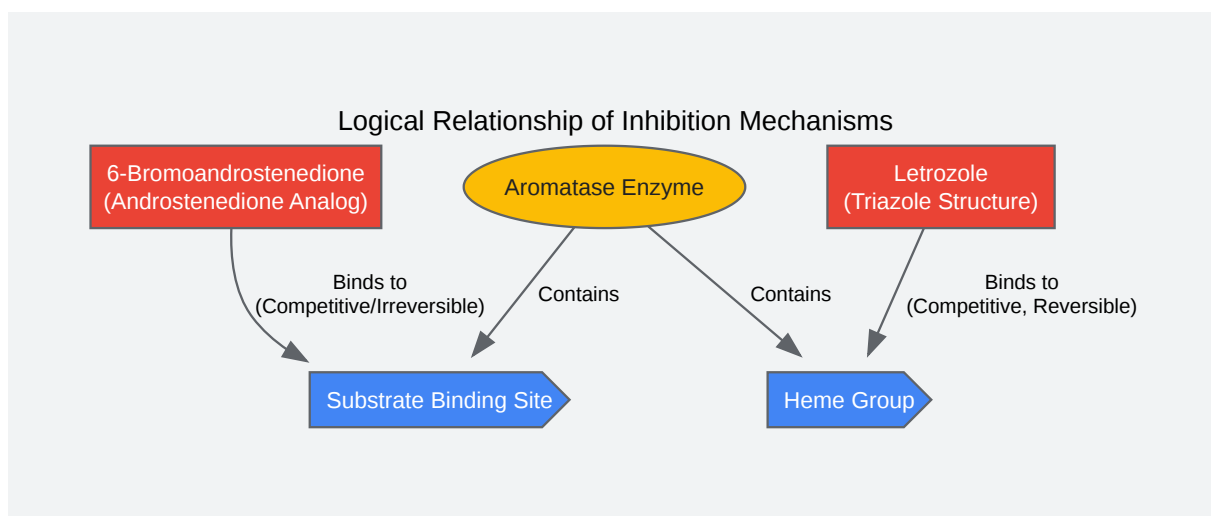 Logical Relationship of Inhibition Mechanisms
6-Bromoandrostenedione
(Androstenedione Analog)
Aromatase Enzyme
Letrozole
(Triazole Structure)
Binds to
(Competitive/Irreversible)
Contains
Contains
Binds to
(Competitive, Reversible)
Substrate Binding Site
Heme Group